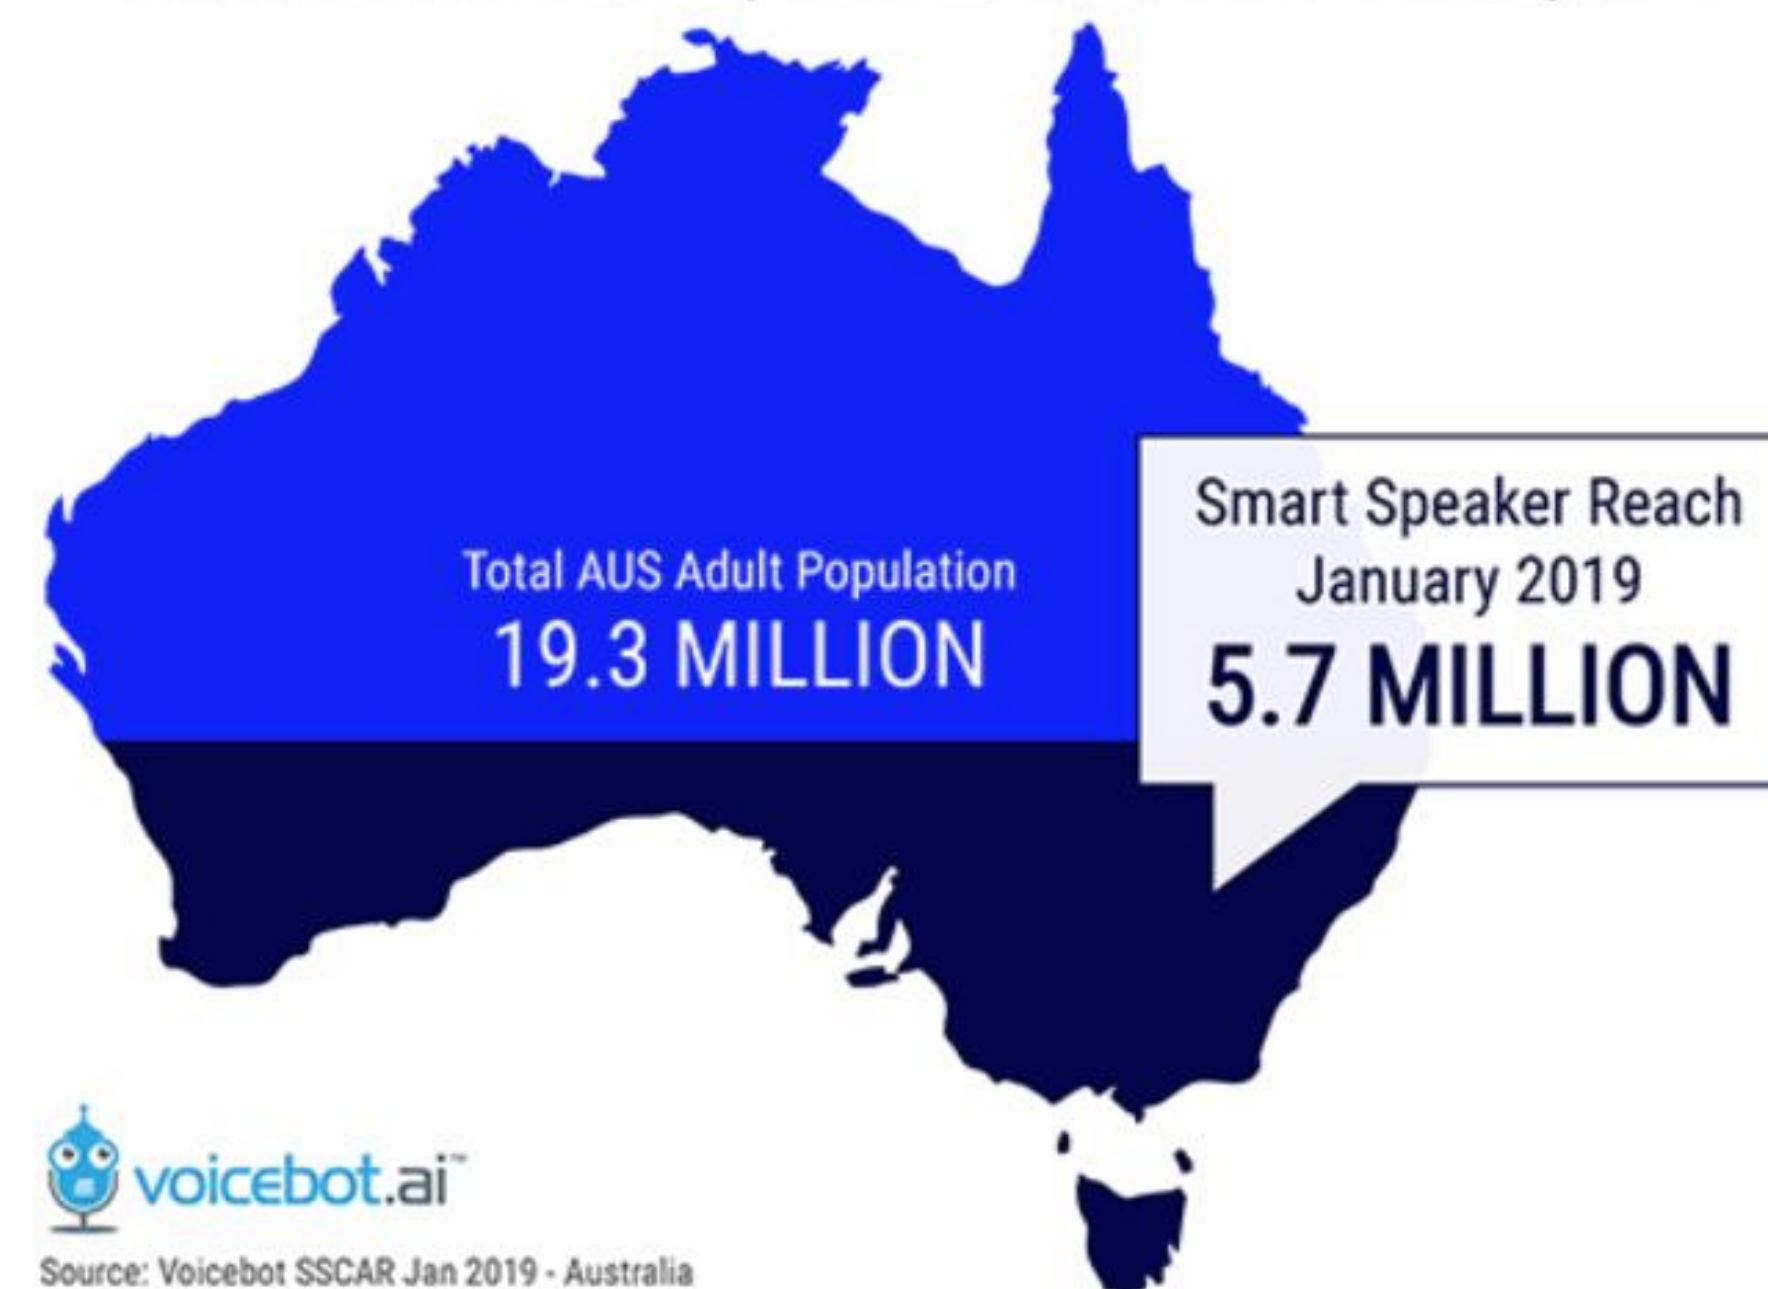 Total AUS Adult Population
19.3 MILLION
Smart Speaker Reach
January 2019
5.7 MILLION
voicebot.ai™
Source: Voicebot SSCAR Jan 2019 - Australia